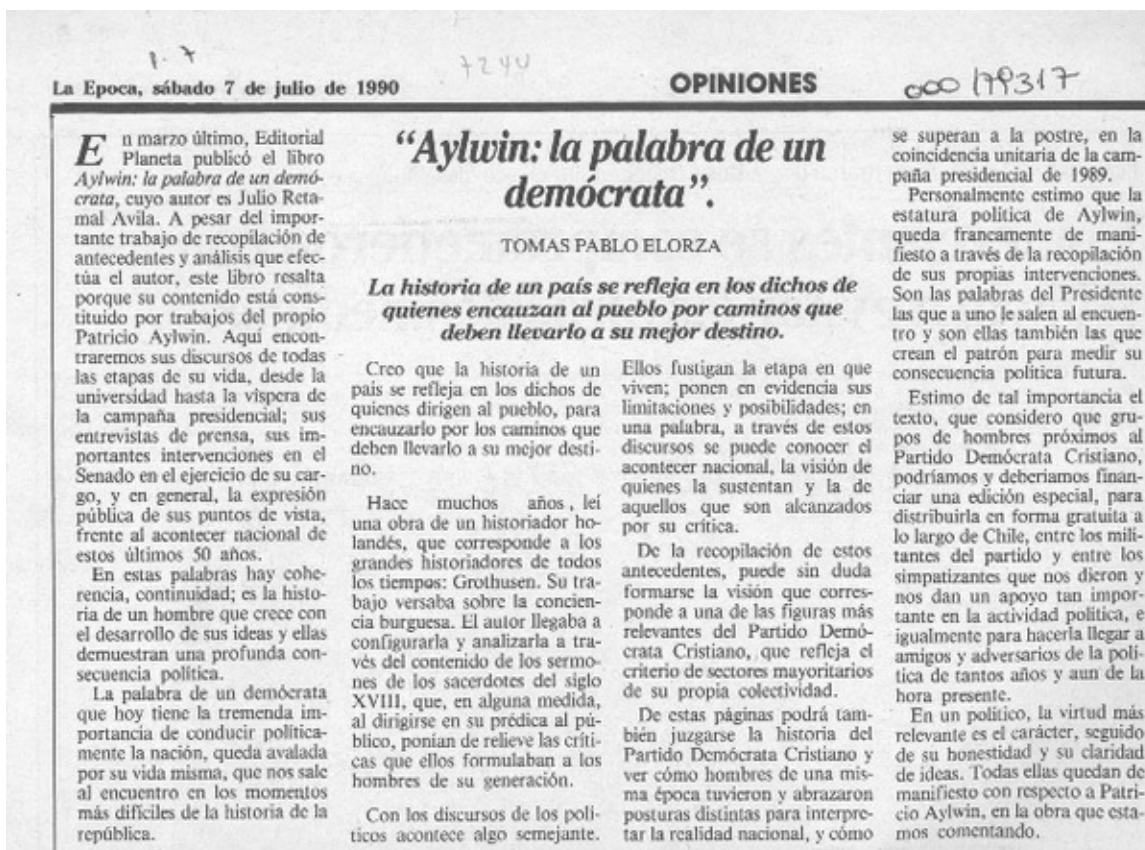 1. 7
7244
La Epoca, sábado 7 de julio de 1990
OPINIONES
000 179317
En marzo último, Editorial
Planeta publicó el libro
Aylwin: la palabra de un demó-
crata, cuyo autor es Julio Reta-
mal Avila. A pesar del impor-
tante trabajo de recopilación de
antecedentes y análisis que efec-
túa el autor, este libro resalta
porque su contenido está cons-
tituido por trabajos del propio
Patricio Aylwin. Aquí encon-
traremos sus discursos de todas
las etapas de su vida, desde la
universidad hasta la víspera de
la campaña presidencial; sus
entrevistas de prensa, sus im-
portantes intervenciones en el
Senado en el ejercicio de su car-
go, y en general, la expresión
pública de sus puntos de vista,
frente al acontecer nacional de
estos últimos 50 años.
En estas palabras hay cohe-
rencia, continuidad; es la histo-
ria de un hombre que crece con
el desarrollo de sus ideas y ellas
demuestran una profunda con-
secuencia política.
La palabra de un demócrata
que hoy tiene la tremenda im-
portancia de conducir política-
mente la nación, queda avalada
por su vida misma, que nos sale
al encuentro en los momentos
más difíciles de la historia de la
república.
"Aylwin: la palabra de un
demócrata".
TOMAS PABLO ELORZA
La historia de un país se refleja en los dichos de
quienes encauzan al pueblo por caminos que
deben llevarlo a su mejor destino.
Creo que la historia de un
país se refleja en los dichos de
quienes dirigen al pueblo, para
encauzarlo por los caminos que
deben llevarlo a su mejor desti-
no.
Hace muchos años, leí
una obra de un historiador ho-
landés, que corresponde a los
grandes historiadores de todos
los tiempos: Grothusen. Su tra-
bajo versaba sobre la concien-
cia burguesa. El autor llegaba a
configurarla y analizarla a tra-
vés del contenido de los sermo-
nes de los sacerdotes del siglo
XVIII, que, en alguna medida,
al dirigirse en su prédica al pú-
blico, ponían de relieve las críti-
cas que ellos formulaban a los
hombres de su generación.
Con los discursos de los polí-
ticos acontece algo semejante.
Ellos fustigan la etapa en que
viven; ponen en evidencia sus
limitaciones y posibilidades; en
una palabra, a través de estos
discursos se puede conocer el
acontecer nacional, la visión de
quienes la sustentan y la de
aquellos que son alcanzados
por su crítica.
De la recopilación de estos
antecedentes, puede sin duda
formarse la visión que corres-
ponde a una de las figuras más
relevantes del Partido Demó-
crata Cristiano, que refleja el
criterio de sectores mayoritarios
de su propia colectividad.
De estas páginas podrá tam-
bién juzgarse la historia del
Partido Demócrata Cristiano y
ver cómo hombres de una mis-
ma época tuvieron y abrazaron
posturas distintas para interpre-
tar la realidad nacional, y cómo
se superan a la postre, en la
coincidencia unitaria de la cam-
paña presidencial de 1989.
Personalmente estimo que la
estatura política de Aylwin,
queda francamente de mani-
fiesto a través de la recopilación
de sus propias intervenciones.
Son las palabras del Presidente
las que a uno le salen al encuen-
tro y son ellas también las que
crean el patrón para medir su
consecuencia política futura.
Estimo de tal importancia el
texto, que considero que gru-
pos de hombres próximos al
Partido Demócrata Cristiano,
podríamos y deberíamos finan-
ciar una edición especial, para
distribuirla en forma gratuita a
lo largo de Chile, entre los mili-
tantes del partido y entre los
simpatizantes que nos dieron y
nos dan un apoyo tan impor-
tante en la actividad política, e
igualmente para hacerla llegar a
amigos y adversarios de la polí-
tica de tantos años y aun de la
hora presente.
En un político, la virtud más
relevante es el carácter, seguido
de su honestidad y su claridad
de ideas. Todas ellas quedan de
manifiesto con respecto a Patri-
cio Aylwin, en la obra que esta-
mos comentando.